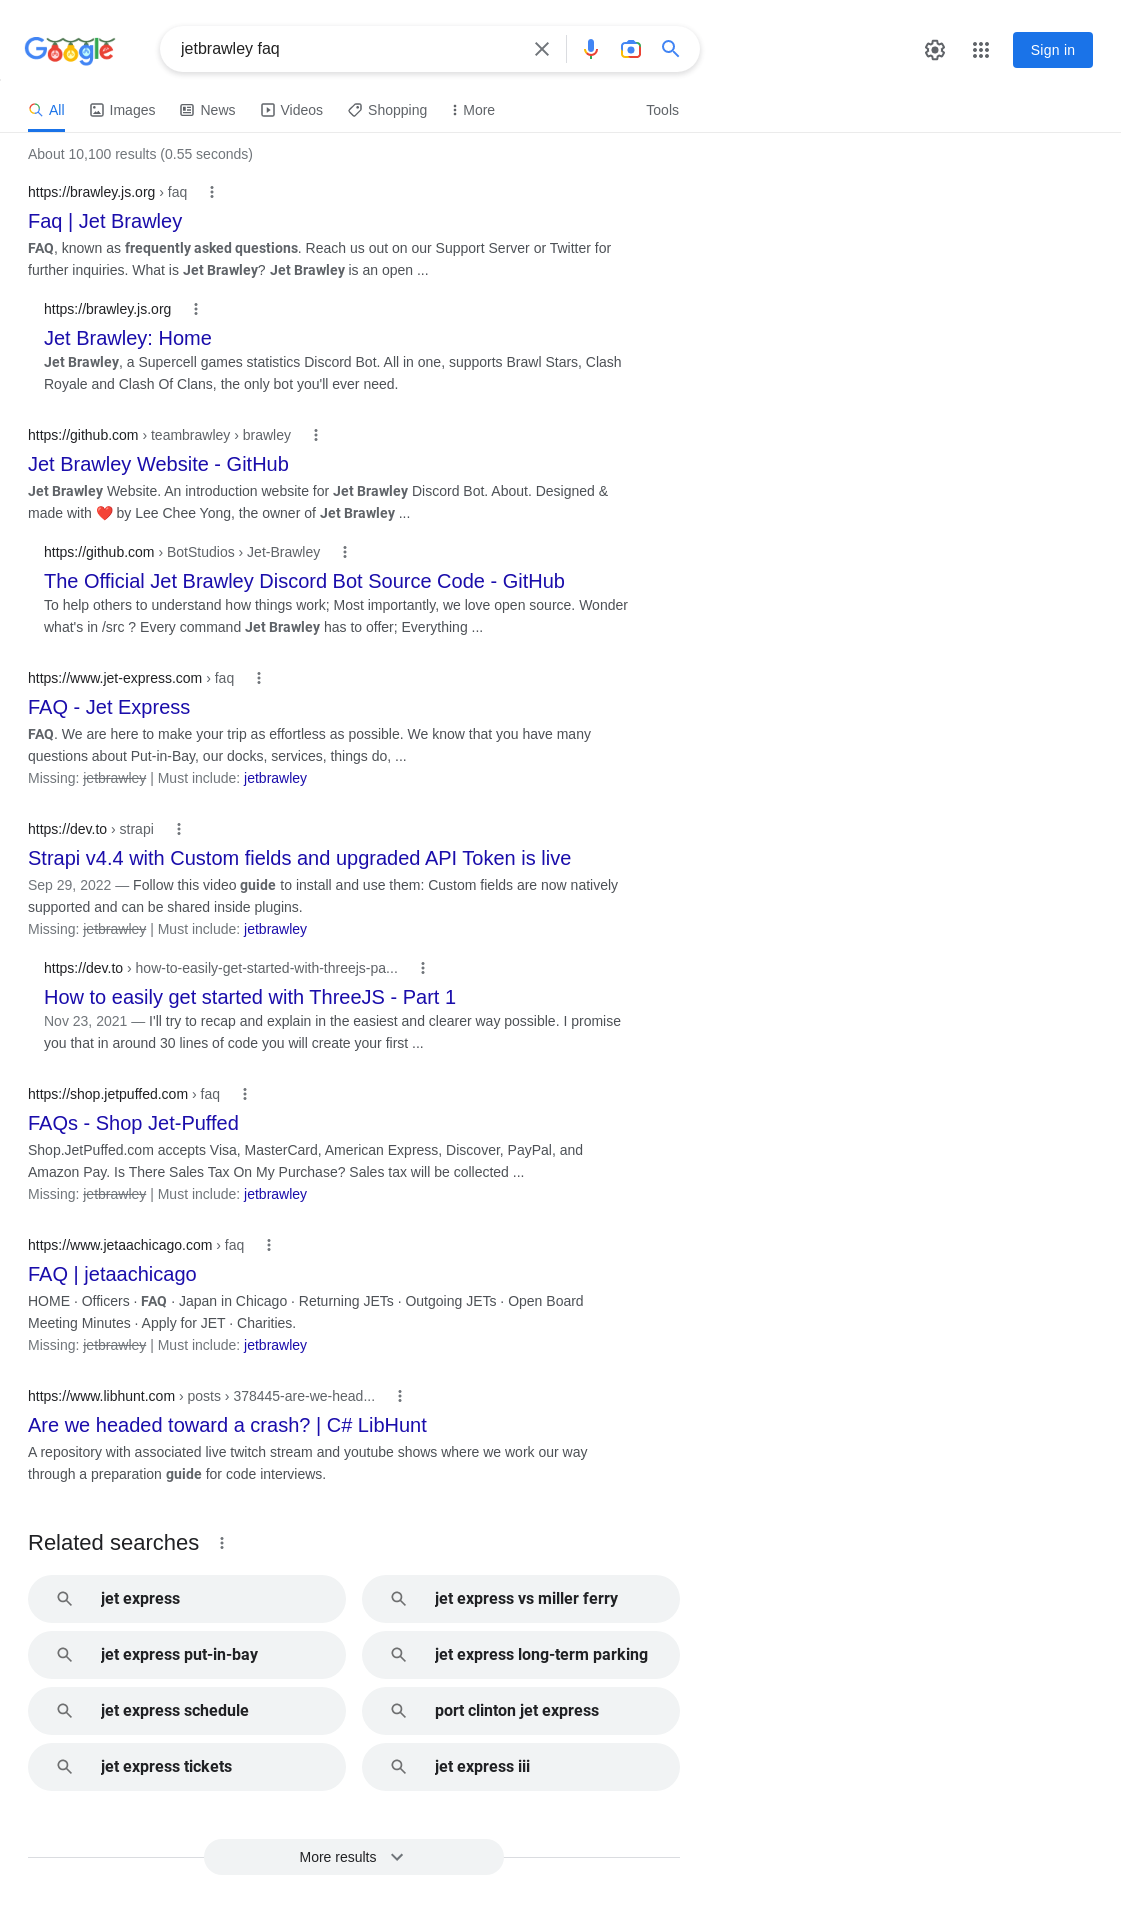 Google
jetbrawley faq
Sign in
All Images News Videos Shopping More Tools
About 10,100 results (0.55 seconds)
https://brawley.js.org › faq
Faq | Jet Brawley
FAQ, known as frequently asked questions. Reach us out on our Support Server or Twitter for
further inquiries. What is Jet Brawley? Jet Brawley is an open ...
https://brawley.js.org
Jet Brawley: Home
Jet Brawley, a Supercell games statistics Discord Bot. All in one, supports Brawl Stars, Clash
Royale and Clash Of Clans, the only bot you'll ever need.
https://github.com › teambrawley › brawley
Jet Brawley Website - GitHub
Jet Brawley Website. An introduction website for Jet Brawley Discord Bot. About. Designed &
made with ❤️ by Lee Chee Yong, the owner of Jet Brawley ...
https://github.com › BotStudios › Jet-Brawley
The Official Jet Brawley Discord Bot Source Code - GitHub
To help others to understand how things work; Most importantly, we love open source. Wonder
what's in /src ? Every command Jet Brawley has to offer; Everything ...
https://www.jet-express.com › faq
FAQ - Jet Express
FAQ. We are here to make your trip as effortless as possible. We know that you have many
questions about Put-in-Bay, our docks, services, things do, ...
Missing: jetbrawley | Must include: jetbrawley
https://dev.to › strapi
Strapi v4.4 with Custom fields and upgraded API Token is live
Sep 29, 2022 — Follow this video guide to install and use them: Custom fields are now natively
supported and can be shared inside plugins.
Missing: jetbrawley | Must include: jetbrawley
https://dev.to › how-to-easily-get-started-with-threejs-pa...
How to easily get started with ThreeJS - Part 1
Nov 23, 2021 — I'll try to recap and explain in the easiest and clearer way possible. I promise
you that in around 30 lines of code you will create your first ...
https://shop.jetpuffed.com › faq
FAQs - Shop Jet-Puffed
Shop.JetPuffed.com accepts Visa, MasterCard, American Express, Discover, PayPal, and
Amazon Pay. Is There Sales Tax On My Purchase? Sales tax will be collected ...
Missing: jetbrawley | Must include: jetbrawley
https://www.jetaachicago.com › faq
FAQ | jetaachicago
HOME · Officers · FAQ · Japan in Chicago · Returning JETs · Outgoing JETs · Open Board
Meeting Minutes · Apply for JET · Charities.
Missing: jetbrawley | Must include: jetbrawley
https://www.libhunt.com › posts › 378445-are-we-head...
Are we headed toward a crash? | C# LibHunt
A repository with associated live twitch stream and youtube shows where we work our way
through a preparation guide for code interviews.
Related searches
jet express
jet express vs miller ferry
jet express put-in-bay
jet express long-term parking
jet express schedule
port clinton jet express
jet express tickets
jet express iii
More results